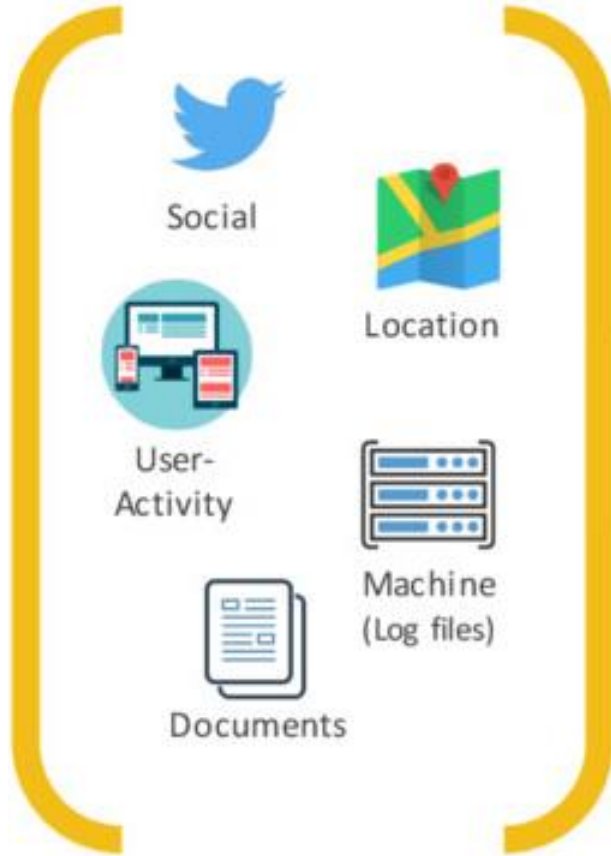 Social
Location
User-
Activity
Machine
(Log files)
Documents